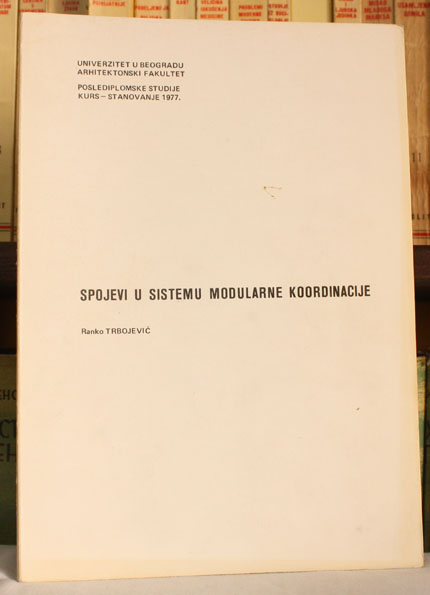 UNIVERZITET U BEOGRADU
ARHITEKTONSKI FAKULTET
POSLEDIPLOMSKE STUDIJE
KURS – STANOVANJE 1977.
SPOJEVI U SISTEMU MODULARNE KOORDINACIJE
Ranko TRBOJEVIĆ